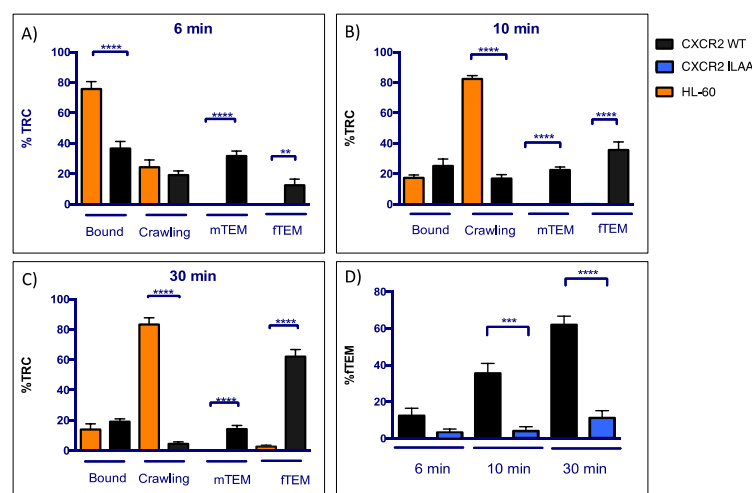 A)
6 min
% TRC
100
80
60
40
20
0
****
****
**
Bound Crawling mTEM fTEM
B)
10 min
%TRC
100
80
60
40
20
0
****
****
****
Bound Crawling mTEM fTEM
CXCR2 WT
CXCR2 ILAA
HL-60
C)
30 min
%TRC
100
80
60
40
20
0
****
****
****
Bound Crawling mTEM fTEM
D)
%fTEM
80
60
40
20
0
***
****
6 min 10 min 30 min